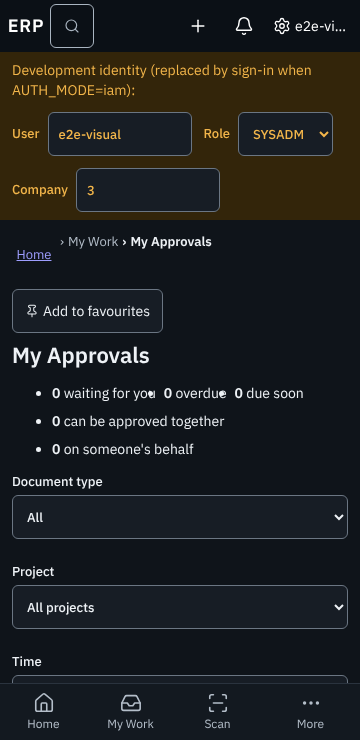 ERP
e2e-vi...
Development identity (replaced by sign-in when
AUTH_MODE=iam):
User e2e-visual Role SYSADM
Company 3
Home › My Work › My Approvals
Add to favourites
My Approvals
0 waiting for you 0 overdue 0 due soon
0 can be approved together
0 on someone's behalf
Document type
All
Project
All projects
Time
Home My Work Scan More